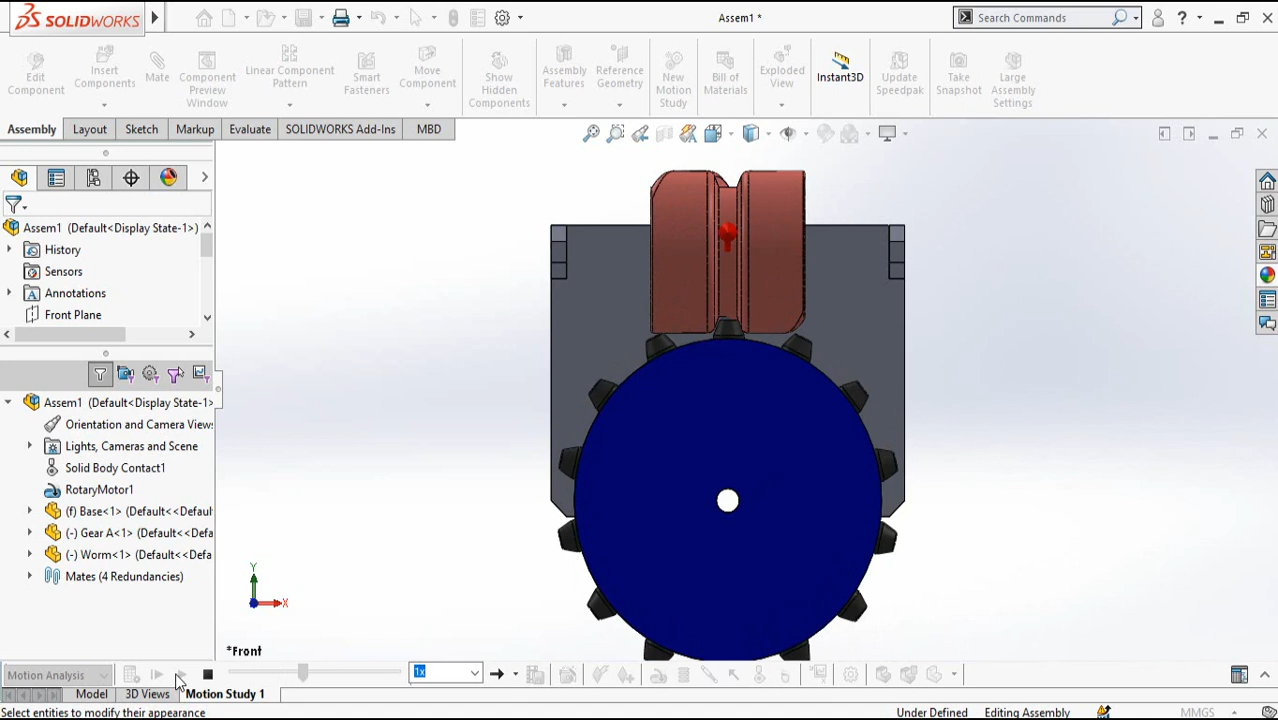 SOLIDWORKS
Assem1 *
Search Commands
?
Edit Component
Insert Components
Mate
Component Preview Window
Linear Component Pattern
Smart Fasteners
Move Component
Show Hidden Components
Assembly Features
Reference Geometry
New Motion Study
Bill of Materials
Exploded View
Instant3D
Update Speedpak
Take Snapshot
Large Assembly Settings
Assembly
Layout
Sketch
Markup
Evaluate
SOLIDWORKS Add-Ins
MBD
Assem1 (Default<Display State-1>)
History
Sensors
A
Annotations
Front Plane
Assem1 (Default<Display State-1>
Orientation and Camera Views
Lights, Cameras and Scene
Solid Body Contact1
RotaryMotor1
(f) Base<1> (Default<<Defaul
(-) Gear A<1> (Default<<Defa
(-) Worm<1> (Default<<Defa
Mates (4 Redundancies)
Y
X
*Front
Motion Analysis
1x
Model
3D Views
Motion Study 1
Select entities to modify their appearance
Under Defined
Editing Assembly
MMGS